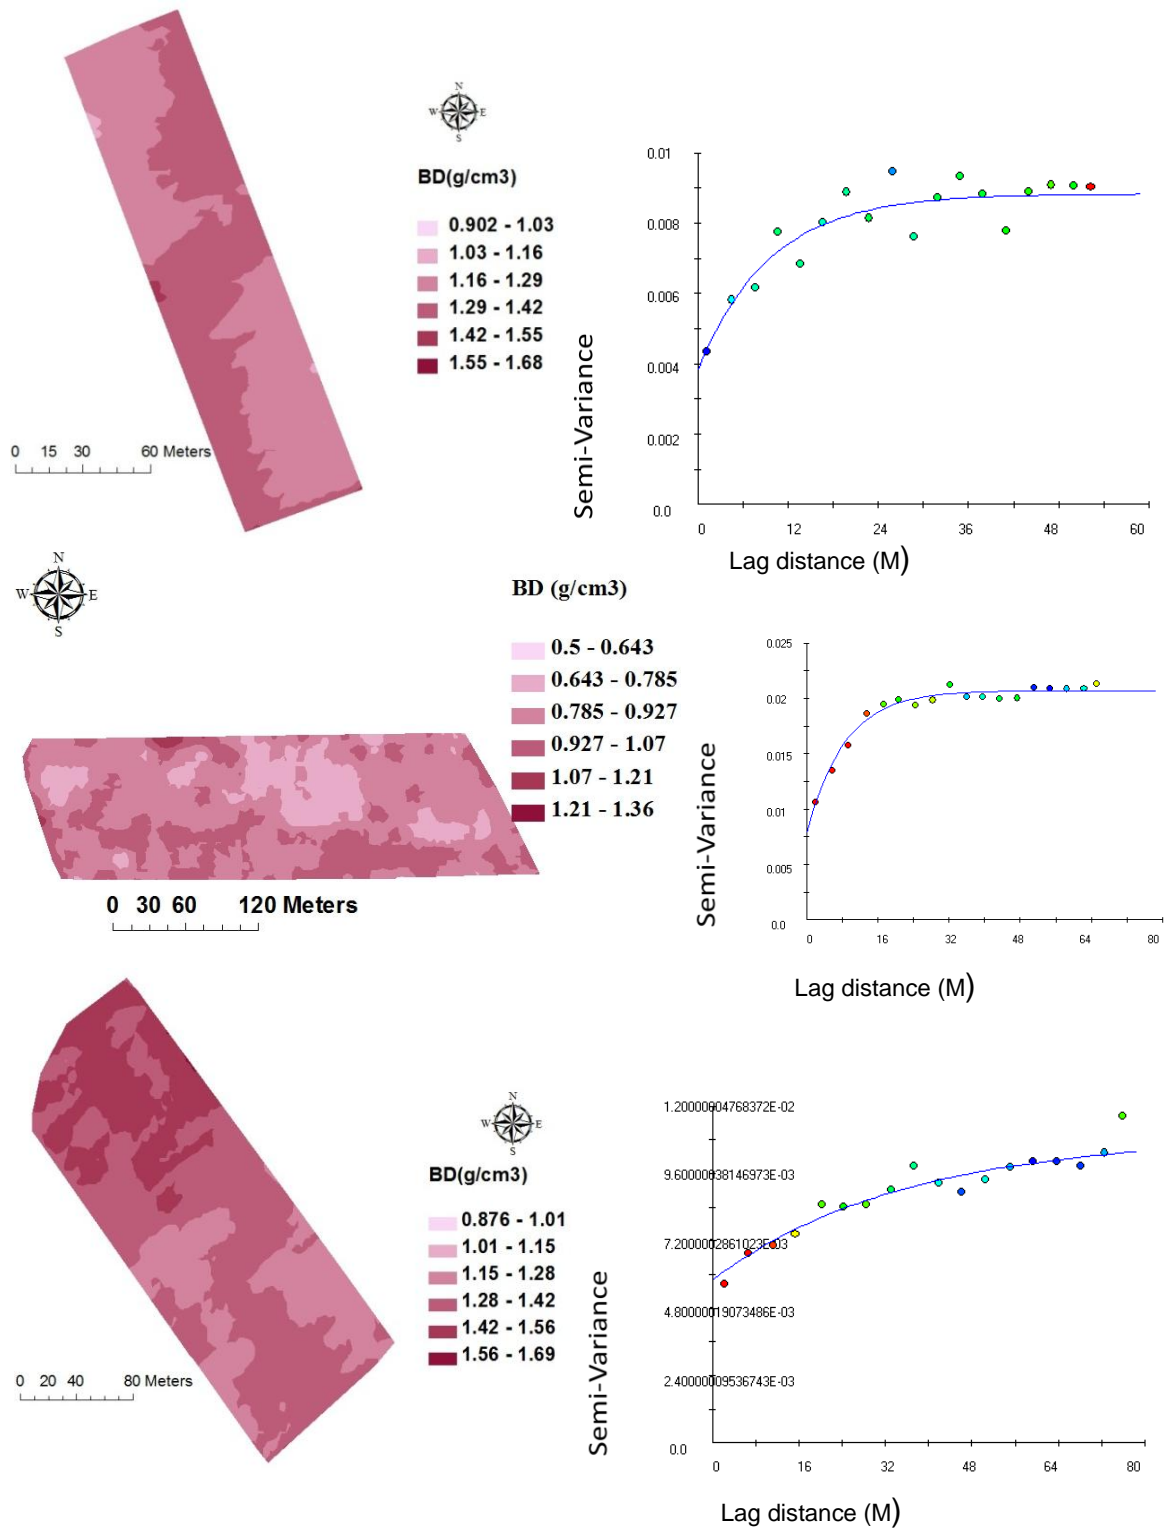 N
W E
S
BD(g/cm3)
0.902 - 1.03
1.03 - 1.16
1.16 - 1.29
1.29 - 1.42
1.42 - 1.55
1.55 - 1.68
0 15 30 60 Meters
0.01
0.008
0.006
0.004
0.002
0.0
Semi-Variance
0 12 24 36 48 60
Lag distance (M)
N
W E
S
BD (g/cm3)
0.5 - 0.643
0.643 - 0.785
0.785 - 0.927
0.927 - 1.07
1.07 - 1.21
1.21 - 1.36
0 30 60 120 Meters
0.025
0.02
0.015
0.01
0.005
0.0
Semi-Variance
0 16 32 48 64 80
Lag distance (M)
N
W E
S
BD(g/cm3)
0.876 - 1.01
1.01 - 1.15
1.15 - 1.28
1.28 - 1.42
1.42 - 1.56
1.56 - 1.69
0 20 40 80 Meters
1.20000004768372E-02
9.60000038146973E-03
7.20000002861023E-03
4.80000019073486E-03
2.40000009536743E-03
0.0
Semi-Variance
0 16 32 48 64 80
Lag distance (M)